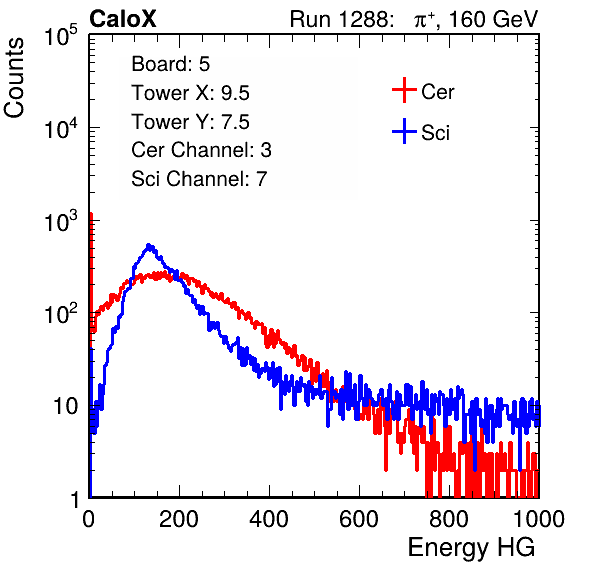 CaloX Run 1288: π⁺, 160 GeV
Counts
Board: 5
Tower X: 9.5
Tower Y: 7.5
Cer Channel: 3
Sci Channel: 7
Cer
Sci
10⁵
10⁴
10³
10²
10
1
0 200 400 600 800 1000
Energy HG